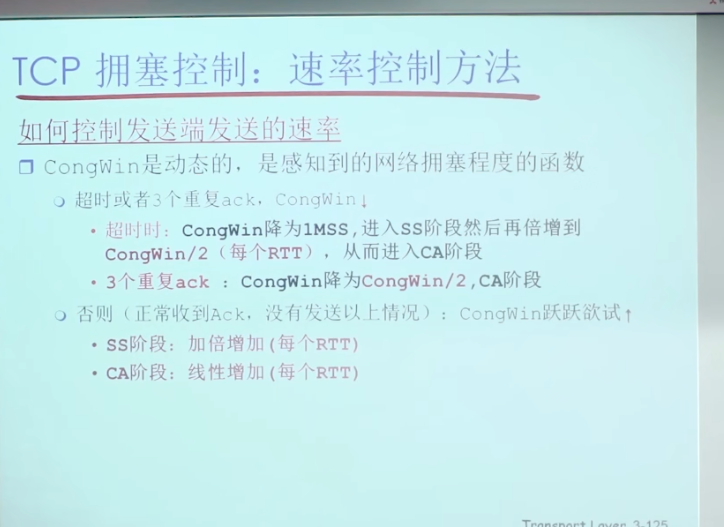 TCP 拥塞控制：速率控制方法
如何控制发送端发送的速率
CongWin是动态的，是感知到的网络拥塞程度的函数
超时或者3个重复ack，CongWin↓
超时时：CongWin降为1MSS,进入SS阶段然后再倍增到
CongWin/2（每个RTT），从而进入CA阶段
3个重复ack ：CongWin降为CongWin/2,CA阶段
否则（正常收到Ack，没有发送以上情况）：CongWin跃跃欲试↑
SS阶段：加倍增加(每个RTT)
CA阶段：线性增加(每个RTT)
Transport Layer 3-125